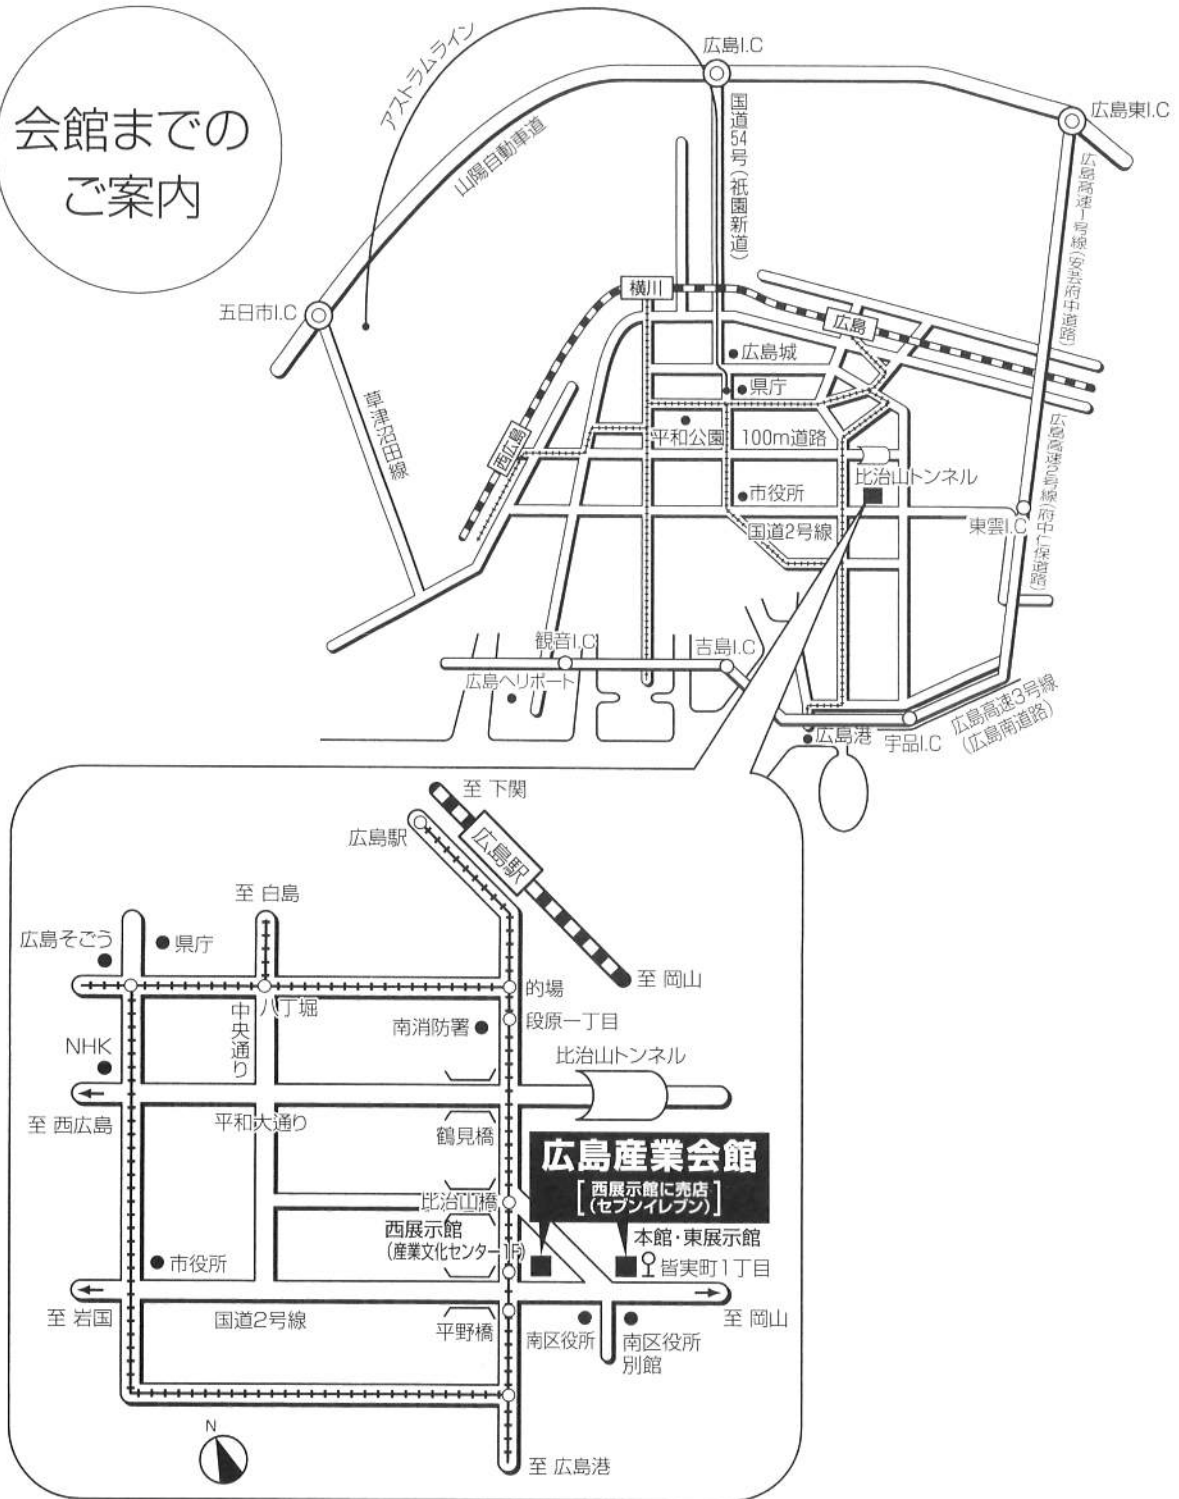 会館までの
ご案内
アストラムライン
山陽自動車道
広島I.C
国道54号(祇園新道)
広島東I.C
広島高速1号線(安芸府中道路)
五日市I.C
草津沼田線
横川
広島
広島城
県庁
西広島
平和公園
100m道路
比治山トンネル
市役所
国道2号線
東雲I.C
広島高速2号線(府中仁保道路)
観音I.C
吉島I.C
広島ヘリポート
広島港
宇品I.C
広島高速3号線
(広島南道路)
至 下関
広島駅
広島駅
至 白島
広島そごう
県庁
至 岡山
的場
八丁堀
中央通り
南消防署
段原一丁目
NHK
比治山トンネル
至 西広島
平和大通り
鶴見橋
広島産業会館
[西展示館に売店
(セブンイレブン)]
比治山橋
西展示館
(産業文化センター1F)
本館・東展示館
皆実町1丁目
市役所
至 岩国
国道2号線
平野橋
南区役所
南区役所
別館
至 岡山
N
至 広島港